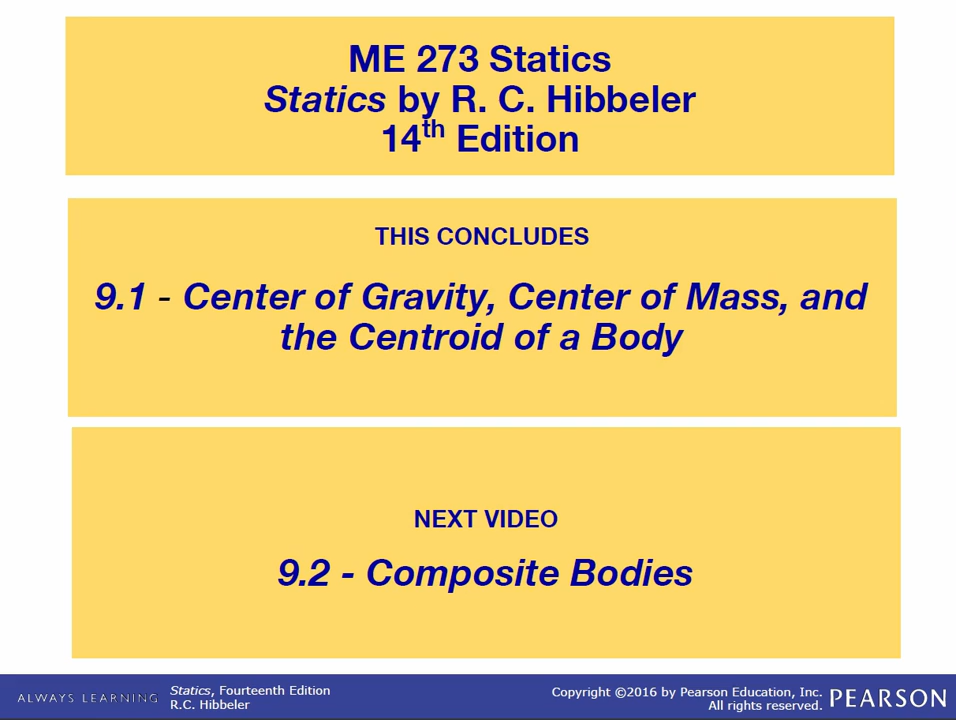 ME 273 Statics
Statics by R. C. Hibbeler
14th Edition
THIS CONCLUDES
9.1 - Center of Gravity, Center of Mass, and
the Centroid of a Body
NEXT VIDEO
9.2 - Composite Bodies
ALWAYS LEARNING
Statics, Fourteenth Edition
R.C. Hibbeler
Copyright ©2016 by Pearson Education, Inc.
All rights reserved.
PEARSON